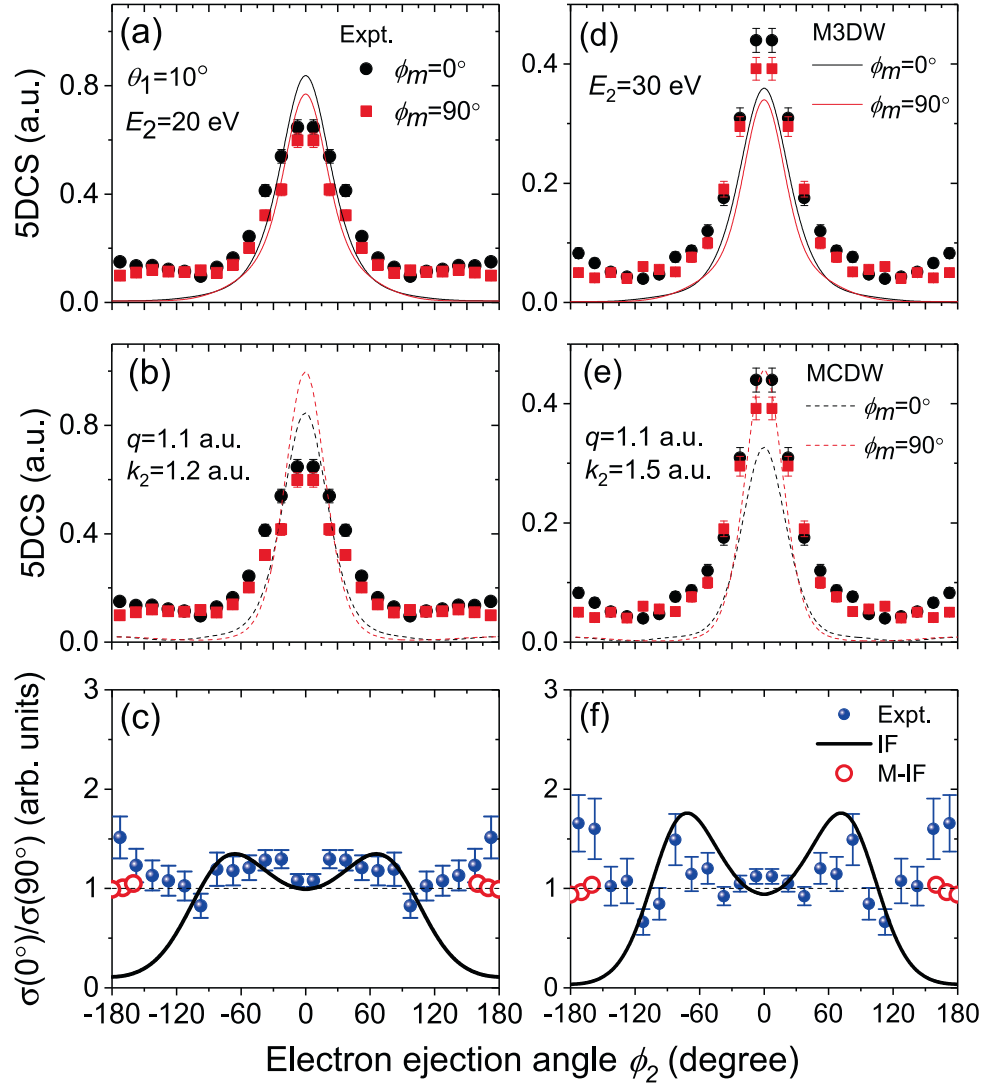 (a)
Expt.
θ₁=10°
ϕₘ=0°
E₂=20 eV
ϕₘ=90°
5DCS (a.u.)
0.8
0.4
0.0
(d)
M3DW
ϕₘ=0°
E₂=30 eV
ϕₘ=90°
5DCS (a.u.)
0.4
0.2
0.0
(b)
q=1.1 a.u.
k₂=1.2 a.u.
5DCS (a.u.)
0.8
0.4
0.0
(e)
MCDW
ϕₘ=0°
q=1.1 a.u.
ϕₘ=90°
k₂=1.5 a.u.
0.4
0.2
0.0
(c)
σ(0°)/σ(90°) (arb. units)
3
2
1
0
-180 -120 -60 0 60 120 180
(f)
Expt.
IF
M-IF
3
2
1
0
-180 -120 -60 0 60 120 180
Electron ejection angle ϕ₂ (degree)